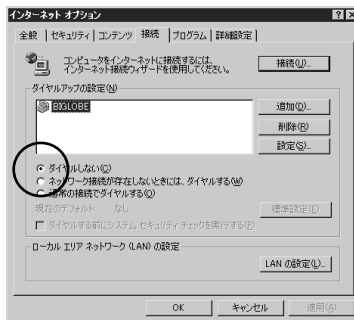 インターネット オプション
全般 セキュリティ コンテンツ 接続 プログラム 詳細設定
コンピュータをインターネットに接続するには、
インターネット接続ウィザードを使用してください。
接続(U)...
ダイヤルアップの設定(N)
BIGLOBE
追加(D)...
削除(R)
設定(S)...
ダイヤルしない(C)
ネットワーク接続が存在しないときには、ダイヤルする(W)
通常の接続でダイヤルする(O)
現在のデフォルト: なし
標準設定(E)
ダイヤルする前にシステム セキュリティ チェックを実行する(P)
ローカル エリア ネットワーク (LAN) の設定
LAN の設定(L)...
OK キャンセル 適用(A)